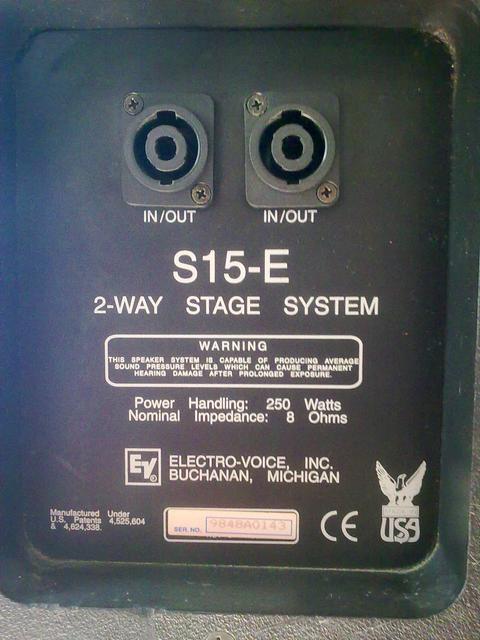 IN/OUT IN/OUT
S15-E
2-WAY STAGE SYSTEM
WARNING
THIS SPEAKER SYSTEM IS CAPABLE OF PRODUCING AVERAGE
SOUND PRESSURE LEVELS WHICH CAN CAUSE PERMANENT
HEARING DAMAGE AFTER PROLONGED EXPOSURE.
Power Handling: 250 Watts
Nominal Impedance: 8 Ohms
EV®
ELECTRO-VOICE, INC.
BUCHANAN, MICHIGAN
Manufactured Under
U.S. Patents 4,525,604
& 4,624,338.
SER. NO. 9848A0143
CE
USA